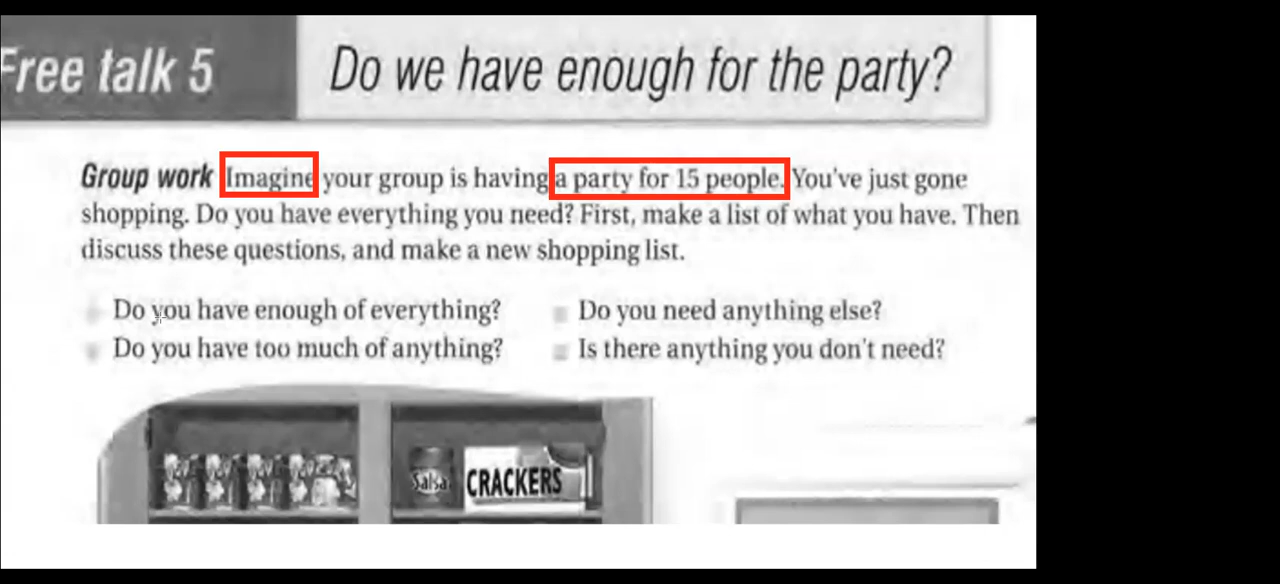 Free talk 5
Do we have enough for the party?
Group work Imagine your group is having a party for 15 people. You've just gone
shopping. Do you have everything you need? First, make a list of what you have. Then
discuss these questions, and make a new shopping list.
Do you have enough of everything?
Do you need anything else?
Do you have too much of anything?
Is there anything you don't need?
Salsa
CRACKERS